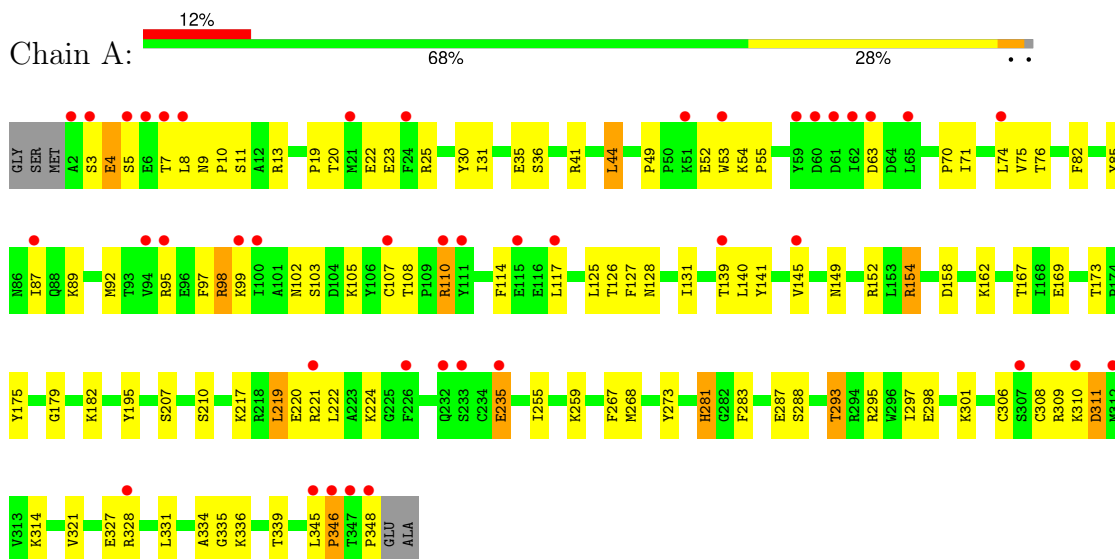 12%
Chain A:
68% 28% . .
GLY SER MET A2 S3 E4 S5 E6 T7 L8 N9 P10 S11 A12 R13 P19 T20 M21 E22 E23 F24 R25 Y30 I31 E35 S36 R41 L44 P49 P50 K51 E52 W53 K54 P55 Y59 D60 D61 I62 D63 D64 L65 P70 I71 L74 V75 T76 F82 Y85
N86 I87 Q88 K89 M92 T93 V94 R95 E96 F97 R98 K99 I100 A101 N102 S103 D104 K105 Y106 C107 T108 P109 R110 Y111 F114 E115 E116 L117 L125 T126 F127 N128 I131 T139 L140 Y141 V145 N149 R152 L153 R154 D158 K162 T167 I168 E169 T173
Y175 G179 K182 Y195 S207 S210 K217 R218 L219 E220 R221 L222 A223 K224 G225 F226 Q232 S233 C234 E235 I255 K259 F267 M268 Y273 H281 G282 F283 E287 S288 T293 R294 R295 W296 I297 E298 K301 C306 S307 C308 R309 K310 D311
V313 K314 V321 E327 R328 L331 A334 G335 K336 T339 L345 P346 T347 P348 GLU ALA